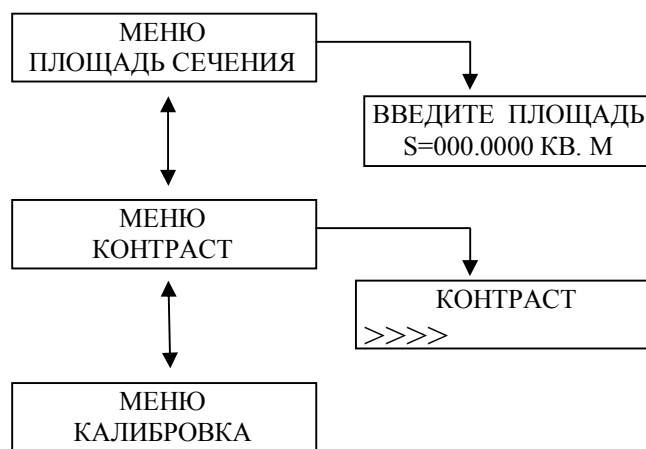 МЕНЮ
ПЛОЩАДЬ СЕЧЕНИЯ
ВВЕДИТЕ ПЛОЩАДЬ
S=000.0000 КВ. М
МЕНЮ
КОНТРАСТ
КОНТРАСТ
>>>>
МЕНЮ
КАЛИБРОВКА